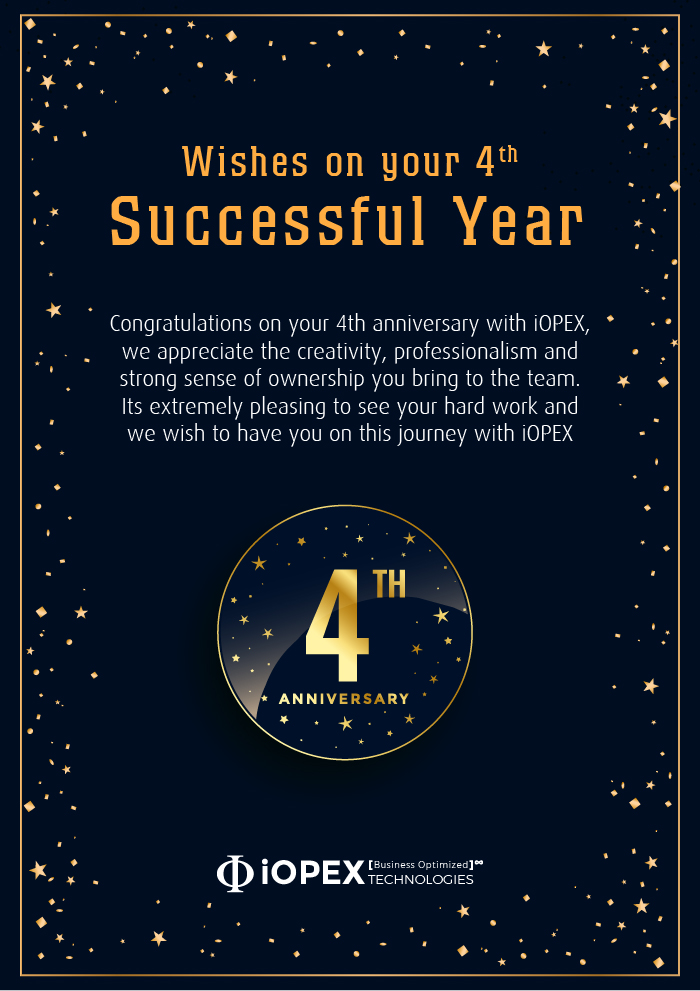 Wishes on your 4th
Successful Year
Congratulations on your 4th anniversary with iOPEX,
we appreciate the creativity, professionalism and
strong sense of ownership you bring to the team.
Its extremely pleasing to see your hard work and
we wish to have you on this journey with iOPEX
4TH
ANNIVERSARY
iOPEX [Business Optimized]∞
TECHNOLOGIES